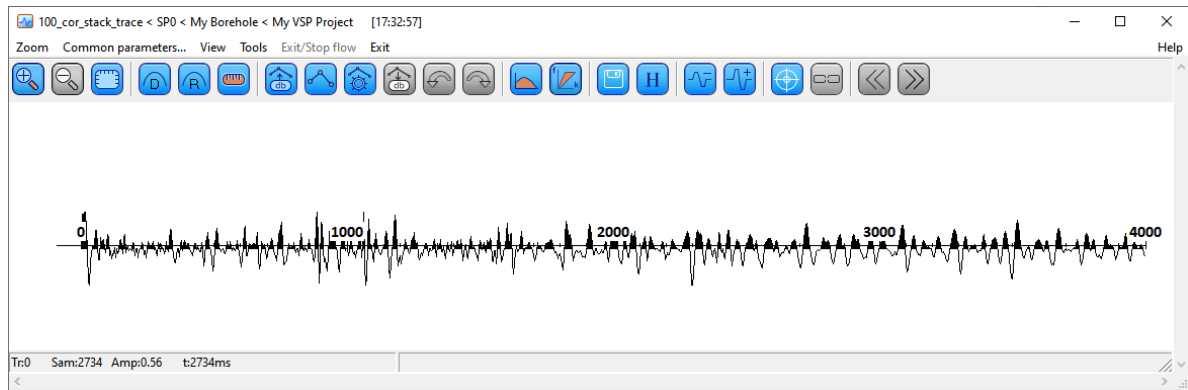 100_cor_stack_trace < SP0 < My Borehole < My VSP Project [17:32:57]
Zoom Common parameters... View Tools Exit/Stop flow Exit Help
D R db db f k H
0 1000 2000 3000 4000
Tr:0 Sam:2734 Amp:0.56 t:2734ms